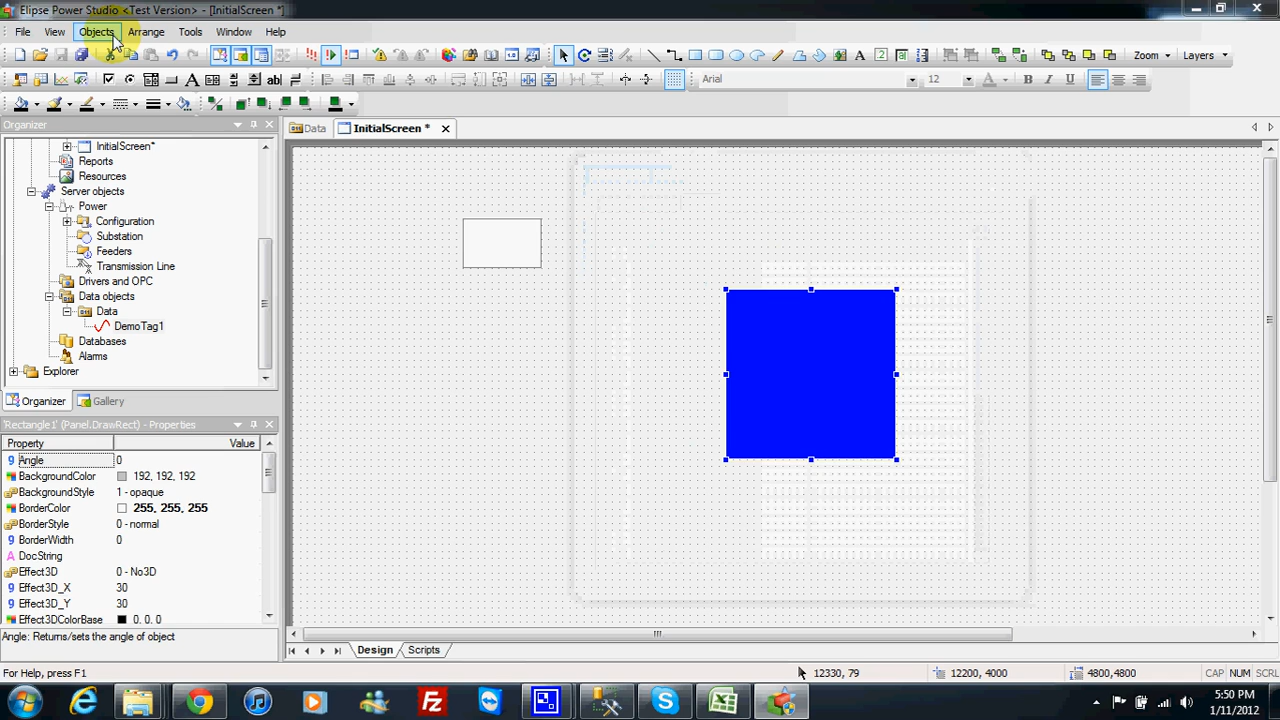 Elipse Power Studio <Test Version> - [InitialScreen *]
File View Objects Arrange Tools Window Help
Zoom Layers
Arial 12 B I U
Organizer
Data InitialScreen *
InitialScreen*
Reports
Resources
Server objects
Power
Configuration
Substation
Feeders
Transmission Line
Drivers and OPC
Data objects
Data
DemoTag1
Databases
Alarms
Explorer
Organizer Gallery
'Rectangle1' (Panel.DrawRect) - Properties
Property Value
Angle 0
BackgroundColor 192, 192, 192
BackgroundStyle 1 - opaque
BorderColor 255, 255, 255
BorderStyle 0 - normal
BorderWidth 0
DocString
Effect3D 0 - No3D
Effect3D_X 30
Effect3D_Y 30
Effect3DColorBase 0, 0, 0
Angle: Returns/sets the angle of object
Design Scripts
For Help, press F1
12330, 79 12200, 4000 4800,4800 CAP NUM SCRL
5:50 PM
1/11/2012